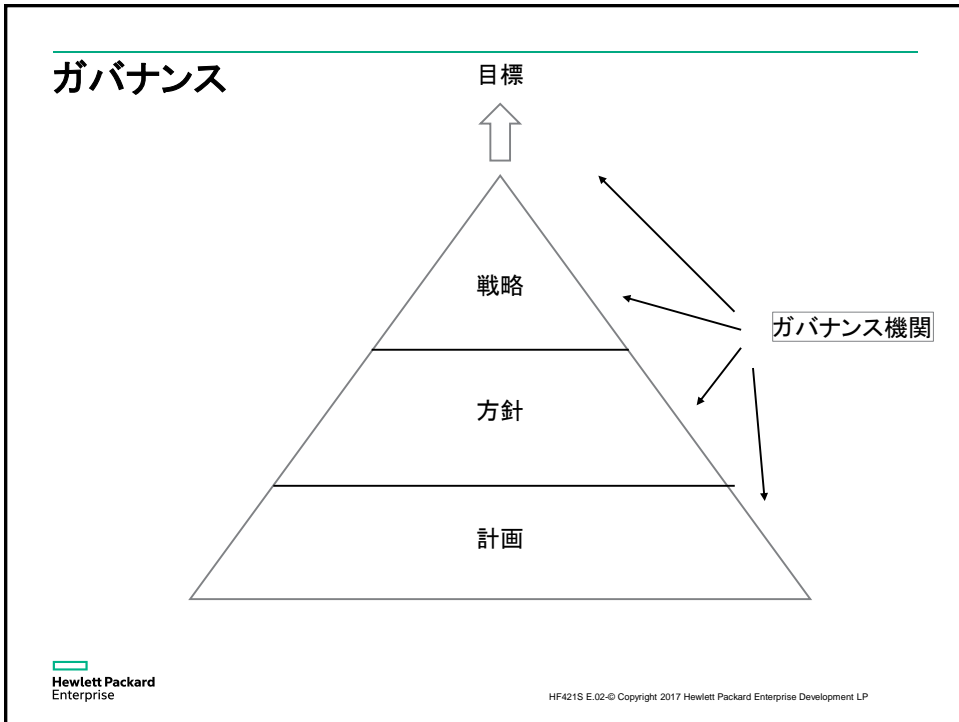 ガバナンス
目標
戦略
ガバナンス機関
方針
計画
Hewlett Packard
Enterprise
HF421S E.02-© Copyright 2017 Hewlett Packard Enterprise Development LP